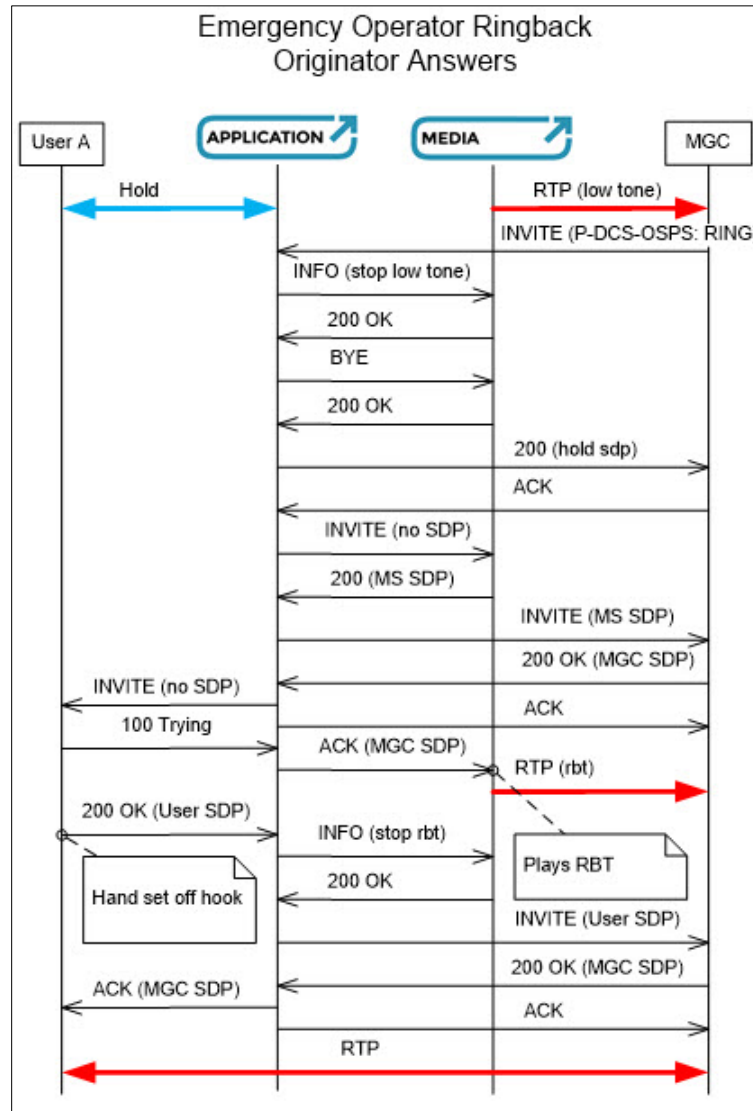 Emergency Operator Ringback
Originator Answers
User A
APPLICATION
MEDIA
MGC
Hold
RTP (low tone)
INVITE (P-DCS-OSPS: RING
INFO (stop low tone)
200 OK
BYE
200 OK
200 (hold sdp)
ACK
INVITE (no SDP)
200 (MS SDP)
INVITE (MS SDP)
200 OK (MGC SDP)
INVITE (no SDP)
ACK
100 Trying
ACK (MGC SDP)
RTP (rbt)
200 OK (User SDP)
INFO (stop rbt)
Plays RBT
Hand set off hook
200 OK
INVITE (User SDP)
200 OK (MGC SDP)
ACK (MGC SDP)
ACK
RTP